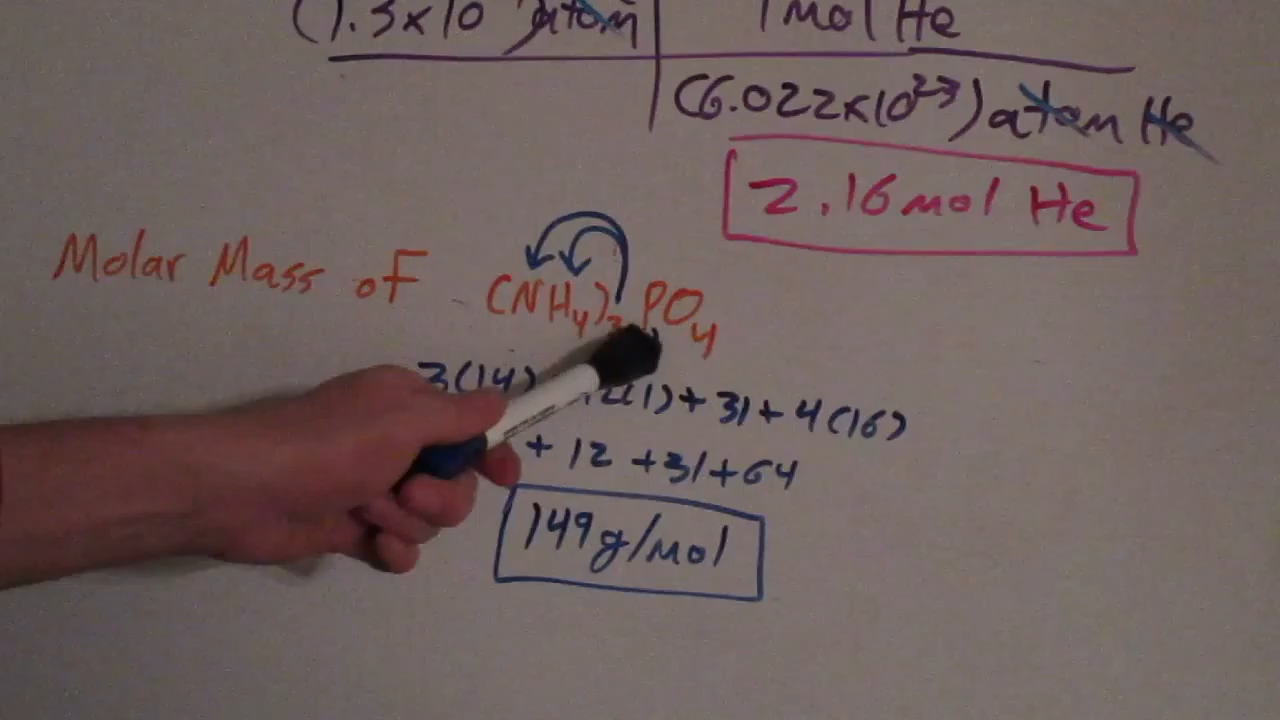 ().3x10 )atom 1 mol He
(6.022x10²³) atom He
2.16 mol He
Molar Mass of (NH₄)₃PO₄
3(14) 12(1) + 31 + 4(16)
+ 12 + 31 + 64
149 g/mol